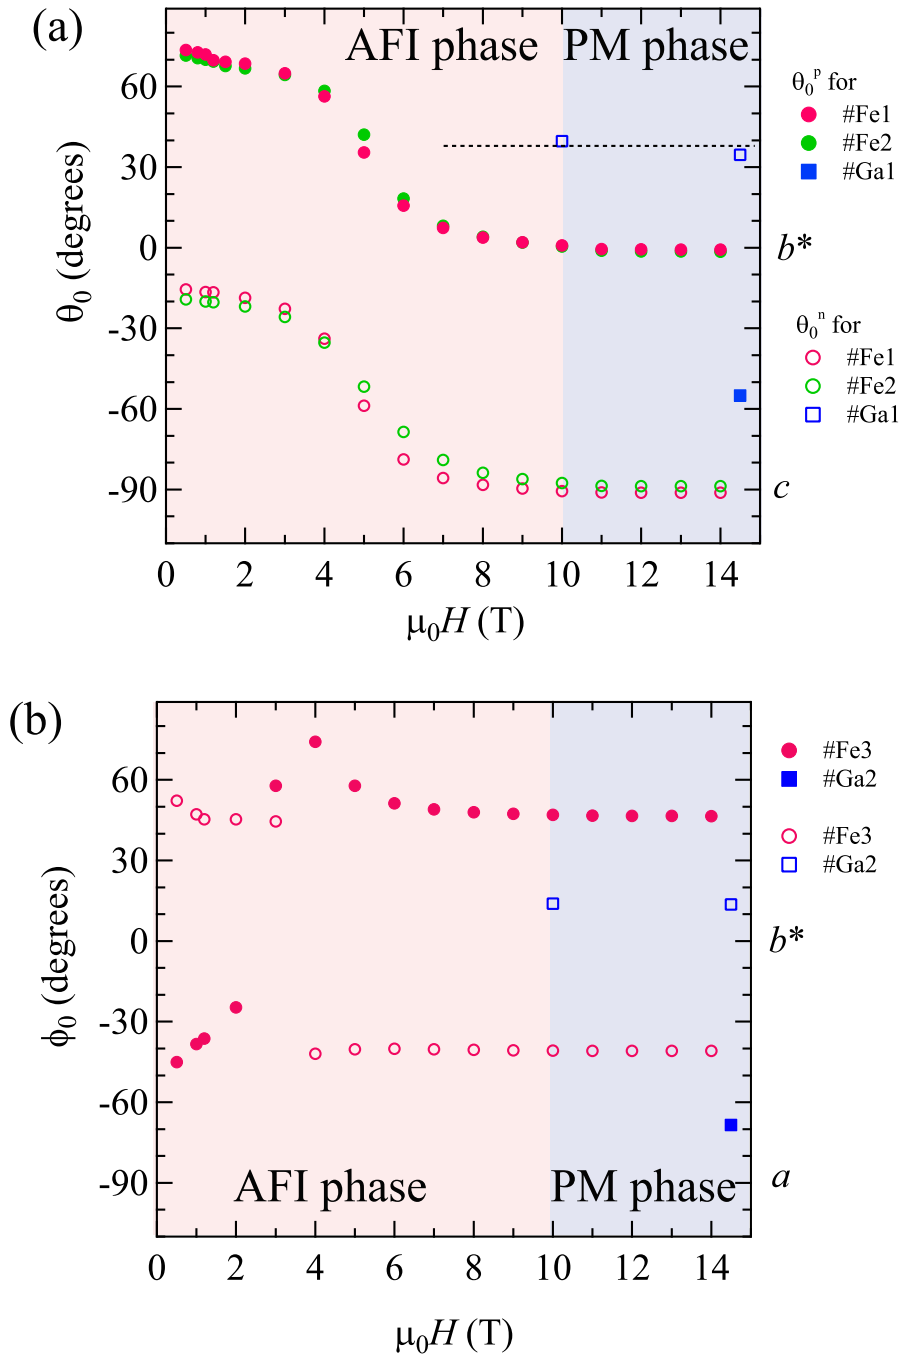 (a)
AFI phase
PM phase
60
30
0
-30
-60
-90
θ₀ (degrees)
0
2
4
6
8
10
12
14
μ₀H (T)
θ₀ᵖ for
#Fe1
#Fe2
#Ga1
b*
θ₀ⁿ for
#Fe1
#Fe2
#Ga1
c
(b)
60
30
0
-30
-60
-90
ϕ₀ (degrees)
AFI phase
PM phase
0
2
4
6
8
10
12
14
μ₀H (T)
#Fe3
#Ga2
#Fe3
#Ga2
b*
a